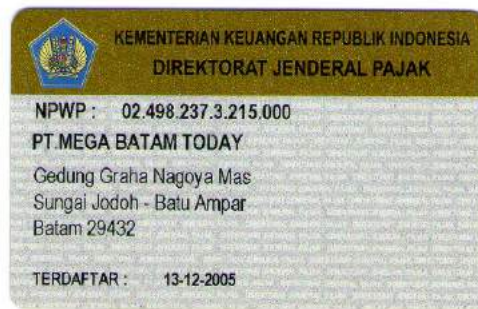 KEMENTERIAN KEUANGAN REPUBLIK INDONESIA
DIREKTORAT JENDERAL PAJAK
NPWP : 02.498.237.3.215.000
PT.MEGA BATAM TODAY
Gedung Graha Nagoya Mas
Sungai Jodoh - Batu Ampar
Batam 29432
TERDAFTAR : 13-12-2005